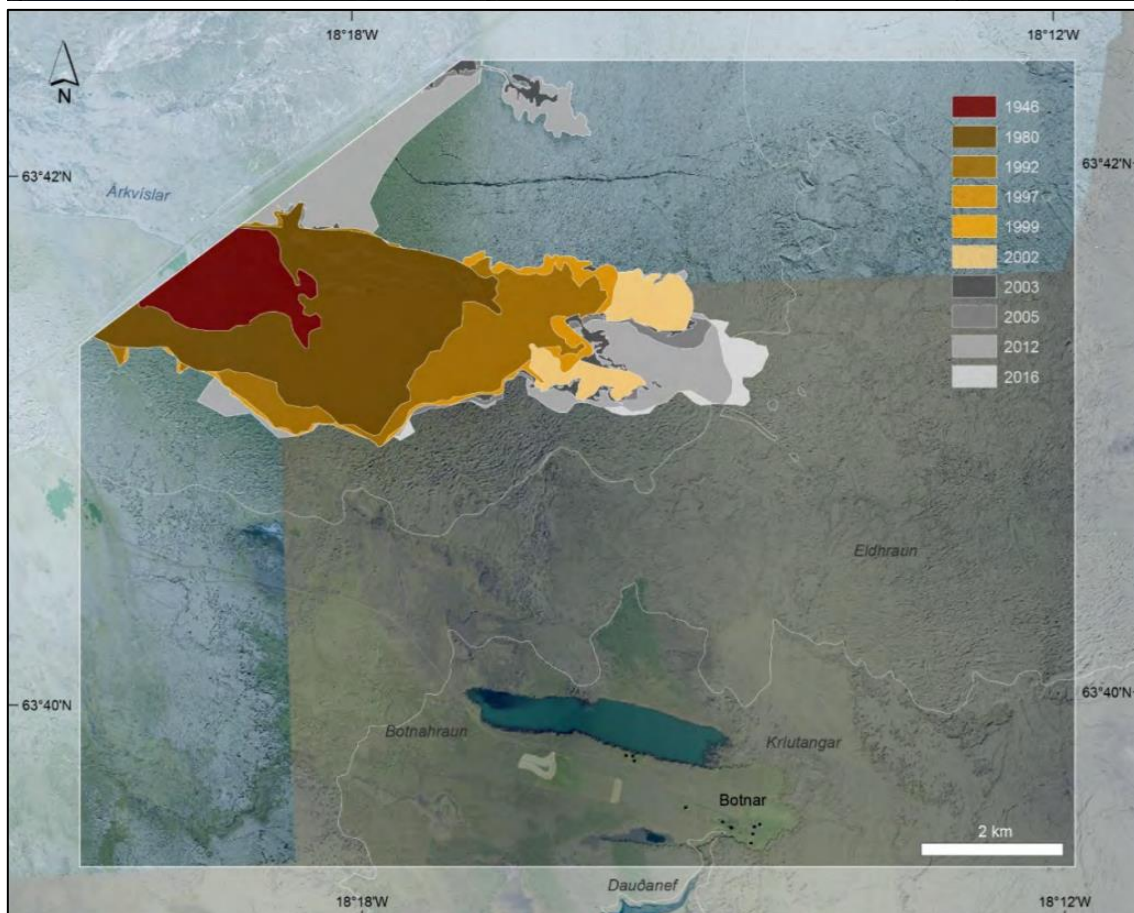 18°18'W
18°12'W
N
1946
1980
1992
1997
1999
2002
2003
2005
2012
2016
63°42'N
63°42'N
Árkvíslar
Eldhraun
63°40'N
63°40'N
Botnahraun
Kriutangar
Botnar
2 km
Dauðanef
18°18'W
18°12'W